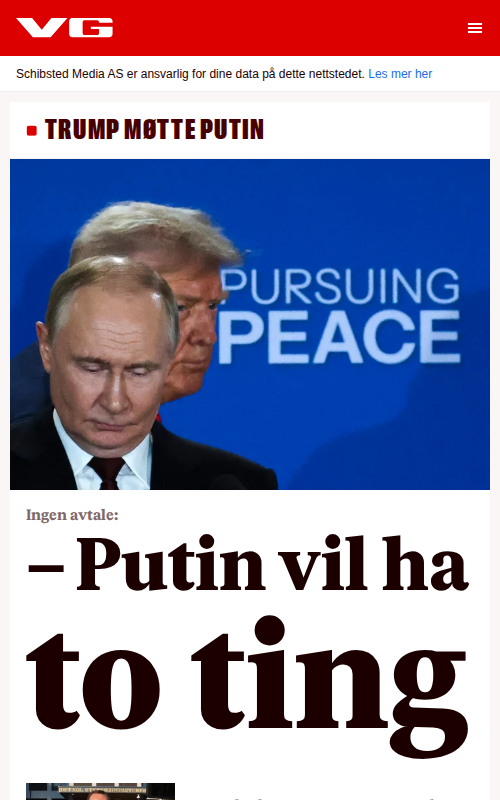 VG
Schibsted Media AS er ansvarlig for dine data på dette nettstedet. Les mer her
TRUMP MØTTE PUTIN
PURSUING
PEACE
Ingen avtale:
– Putin vil ha
to ting